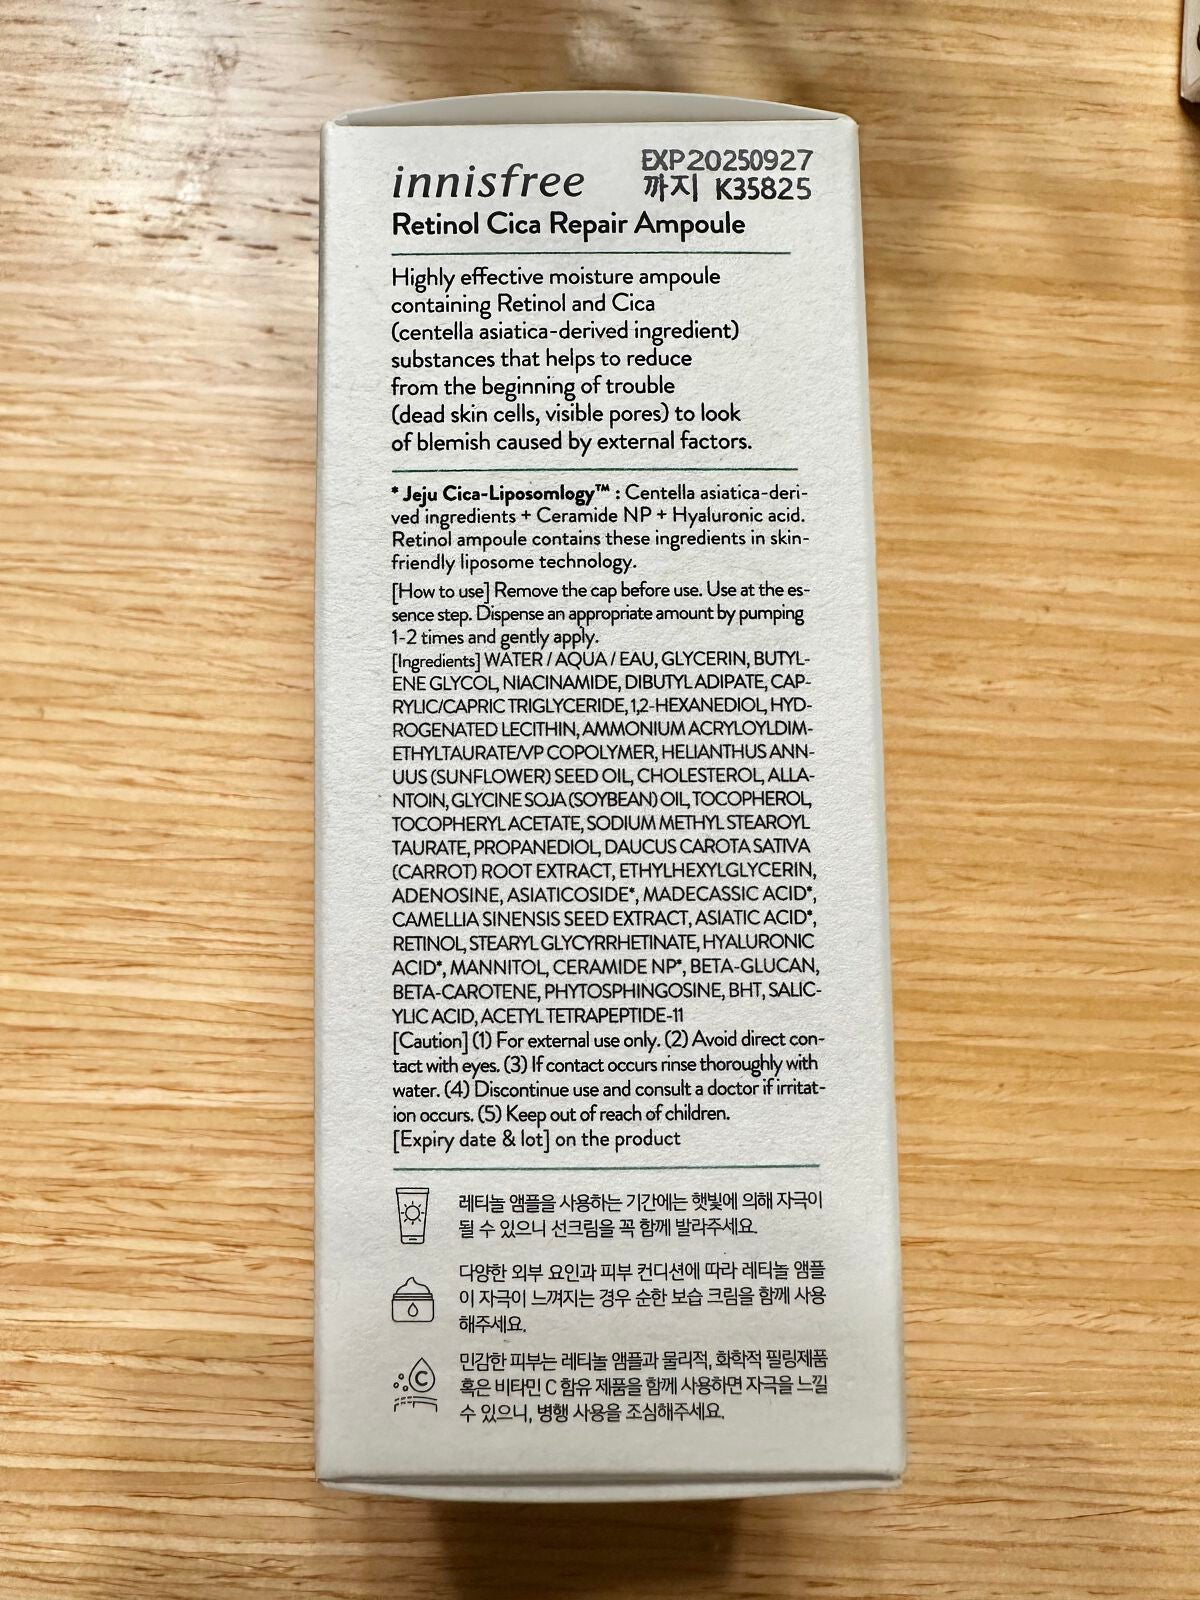 innisfree
EXP20250927
까지 K35825
Retinol Cica Repair Ampoule
Highly effective moisture ampoule
containing Retinol and Cica
(centella asiatica-derived ingredient)
substances that helps to reduce
from the beginning of trouble
(dead skin cells, visible pores) to look
of blemish caused by external factors.
* Jeju Cica-Liposomlogy™ : Centella asiatica-deri-
ved ingredients + Ceramide NP + Hyaluronic acid.
Retinol ampoule contains these ingredients in skin-
friendly liposome technology.
[How to use] Remove the cap before use. Use at the es-
sence step. Dispense an appropriate amount by pumping
1-2 times and gently apply.
[Ingredients] WATER / AQUA / EAU, GLYCERIN, BUTYL-
ENE GLYCOL, NIACINAMIDE, DIBUTYL ADIPATE, CAP-
RYLIC/CAPRIC TRIGLYCERIDE, 1,2-HEXANEDIOL, HYD-
ROGENATED LECITHIN, AMMONIUM ACRYLOYLDIM-
ETHYLTAURATE/VP COPOLYMER, HELIANTHUS ANN-
UUS (SUNFLOWER) SEED OIL, CHOLESTEROL, ALLA-
NTOIN, GLYCINE SOJA (SOYBEAN) OIL, TOCOPHEROL,
TOCOPHERYL ACETATE, SODIUM METHYL STEAROYL
TAURATE, PROPANEDIOL, DAUCUS CAROTA SATIVA
(CARROT) ROOT EXTRACT, ETHYLHEXYLGLYCERIN,
ADENOSINE, ASIATICOSIDE*, MADECASSIC ACID*,
CAMELLIA SINENSIS SEED EXTRACT, ASIATIC ACID*,
RETINOL, STEARYL GLYCYRRHETINATE, HYALURONIC
ACID*, MANNITOL, CERAMIDE NP*, BETA-GLUCAN,
BETA-CAROTENE, PHYTOSPHINGOSINE, BHT, SALIC-
YLIC ACID, ACETYL TETRAPEPTIDE-11
[Caution] (1) For external use only. (2) Avoid direct con-
tact with eyes. (3) If contact occurs rinse thoroughly with
water. (4) Discontinue use and consult a doctor if irritat-
ion occurs. (5) Keep out of reach of children.
[Expiry date & lot] on the product
레티놀 앰플을 사용하는 기간에는 햇빛에 의해 자극이
될 수 있으니 선크림을 꼭 함께 발라주세요.
다양한 외부 요인과 피부 컨디션에 따라 레티놀 앰플
이 자극이 느껴지는 경우 순한 보습 크림을 함께 사용
해주세요.
C
민감한 피부는 레티놀 앰플과 물리적, 화학적 필링제품
혹은 비타민 C 함유 제품을 함께 사용하면 자극을 느낄
수 있으니, 병행 사용을 조심해주세요.